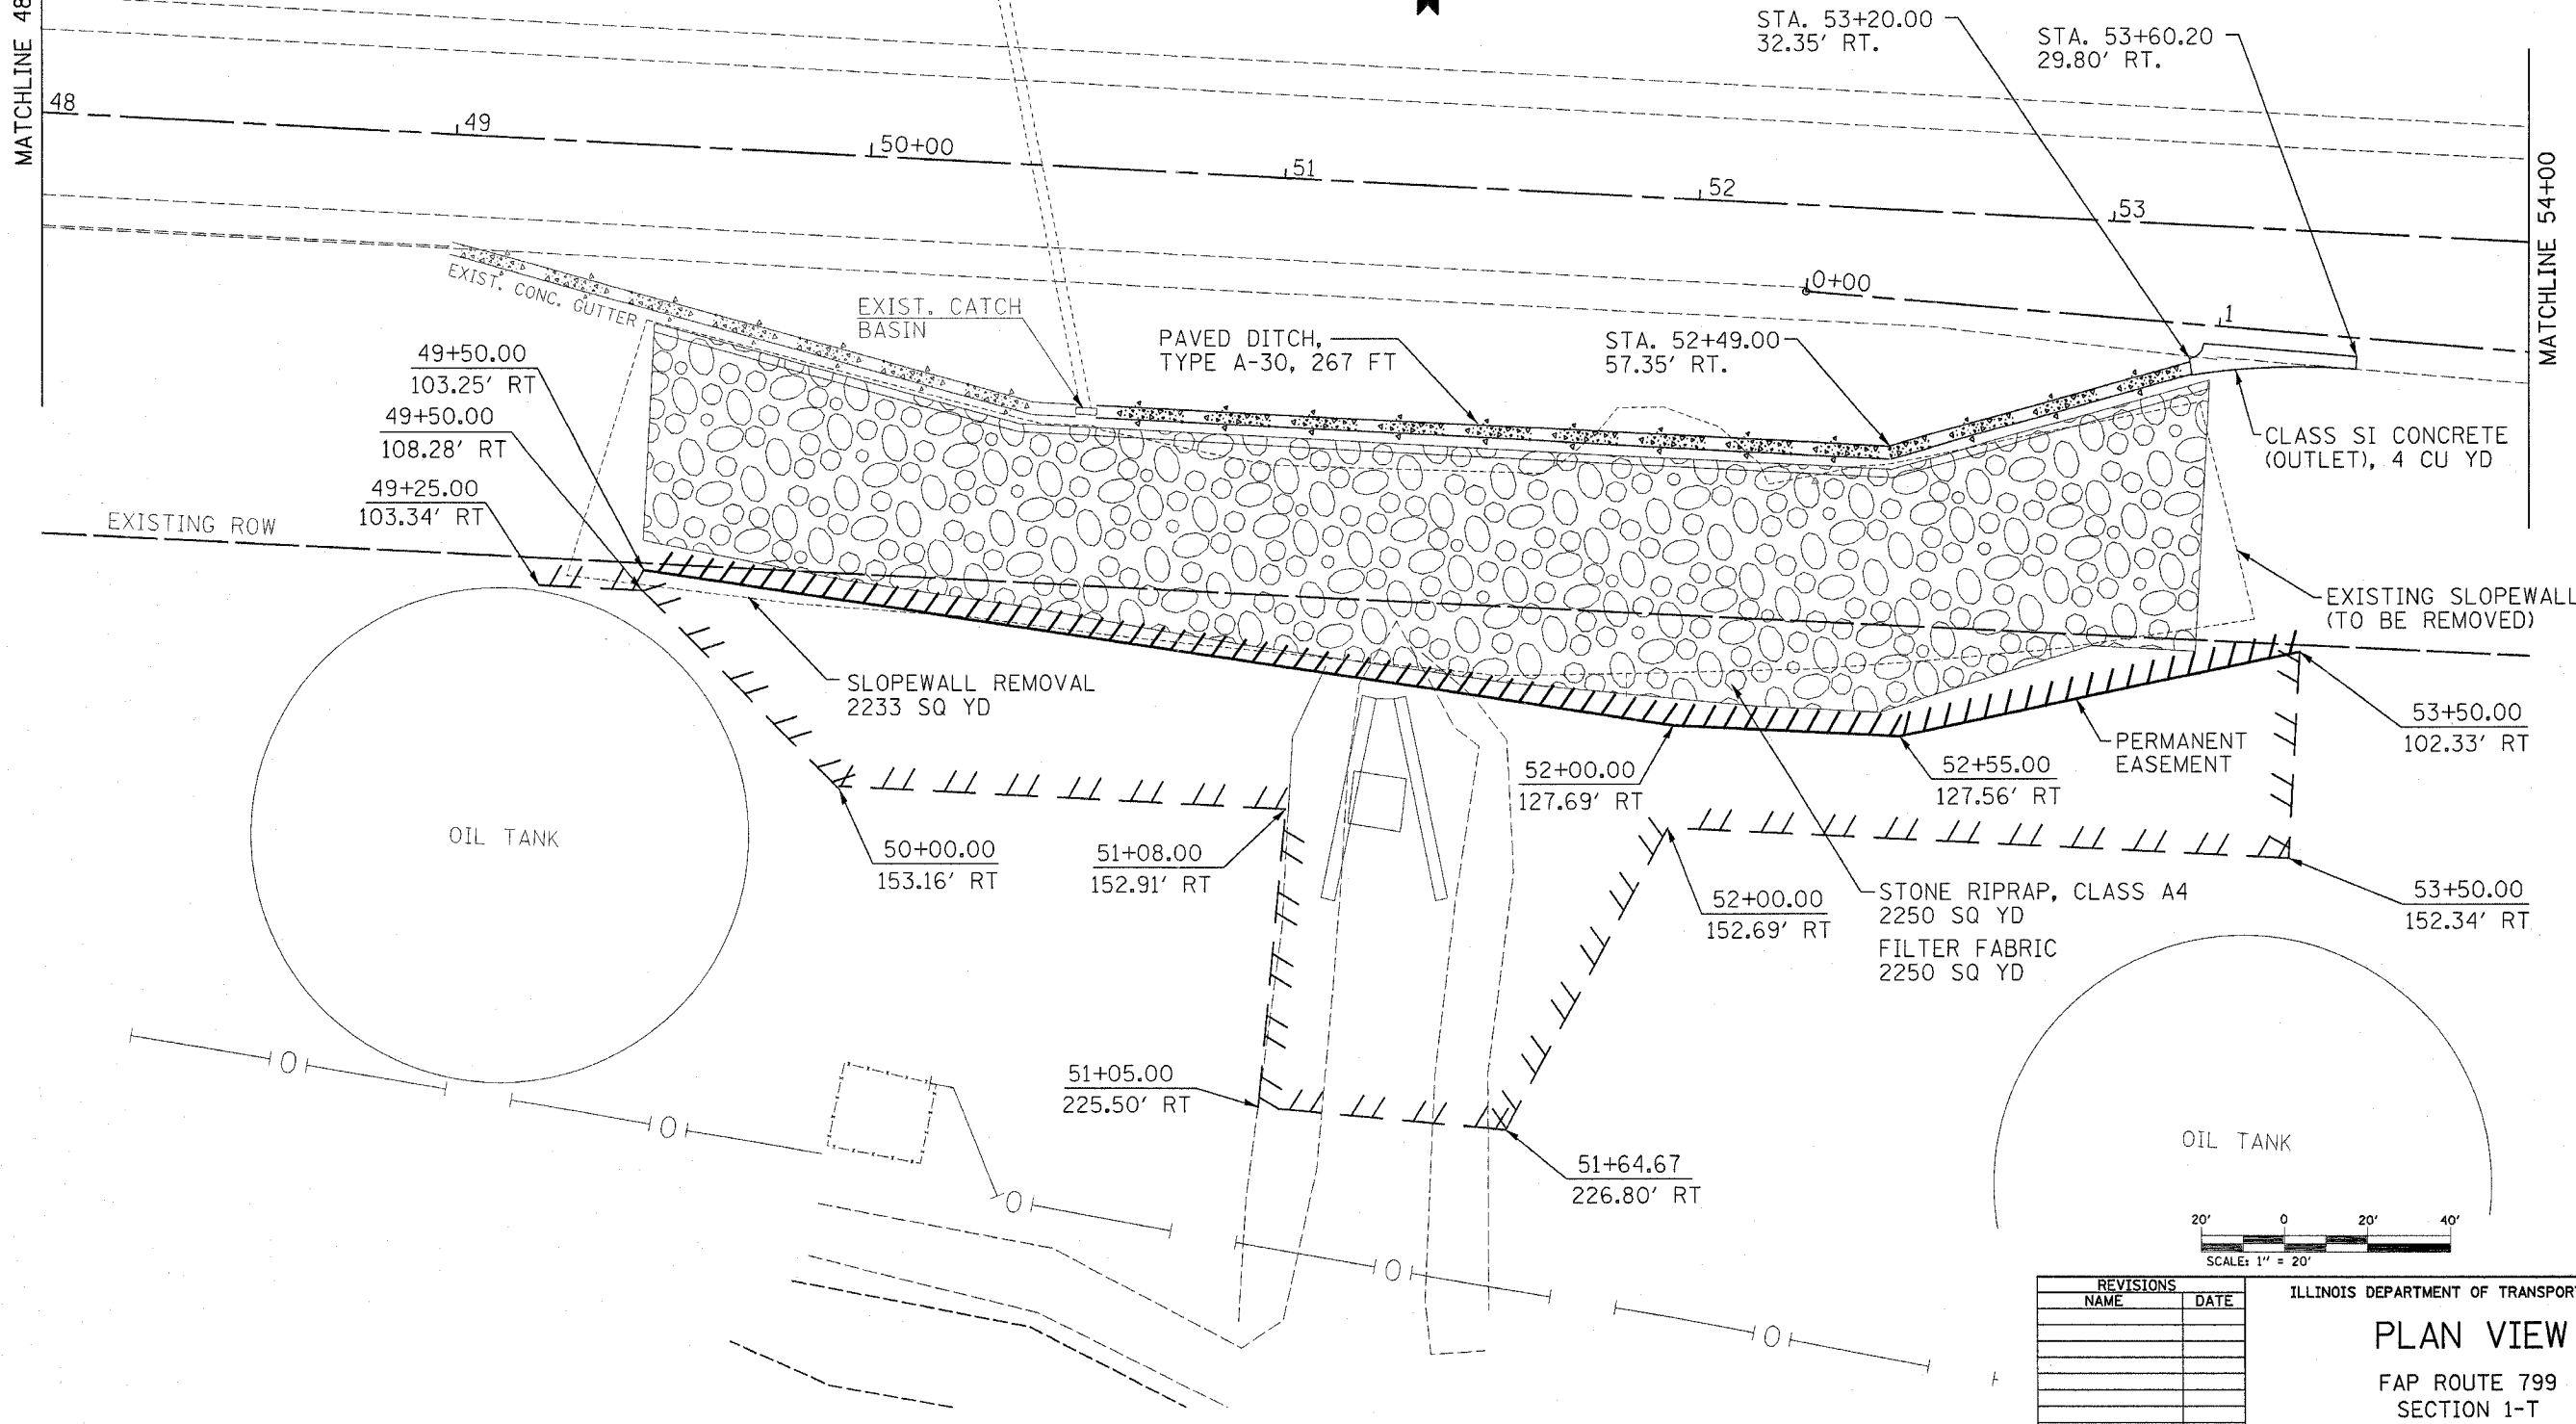 MATCHLINE 48
STA. 53+20.00
32.35' RT.
STA. 53+60.20
29.80' RT.
48
49
50+00
51
52
53
MATCHLINE 54+00
0+00
1
EXIST. CONC. GUTTER
EXIST. CATCH
BASIN
PAVED DITCH,
TYPE A-30, 267 FT
STA. 52+49.00
57.35' RT.
49+50.00
103.25' RT
49+50.00
108.28' RT
49+25.00
103.34' RT
CLASS SI CONCRETE
(OUTLET), 4 CU YD
EXISTING ROW
EXISTING SLOPEWALL
(TO BE REMOVED)
SLOPEWALL REMOVAL
2233 SQ YD
53+50.00
102.33' RT
PERMANENT
EASEMENT
52+00.00
127.69' RT
52+55.00
127.56' RT
OIL TANK
50+00.00
153.16' RT
51+08.00
152.91' RT
52+00.00
152.69' RT
STONE RIPRAP, CLASS A4
2250 SQ YD
FILTER FABRIC
2250 SQ YD
53+50.00
152.34' RT
51+05.00
225.50' RT
51+64.67
226.80' RT
OIL TANK
20' 0 20' 40'
SCALE: 1" = 20'
REVISIONS
NAME DATE
ILLINOIS DEPARTMENT OF TRANSPOR
PLAN VIEW
FAP ROUTE 799
SECTION 1-T